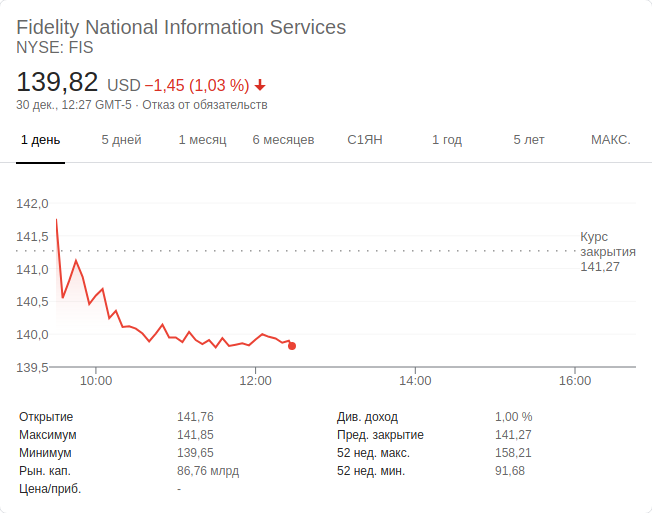 Fidelity National Information Services
NYSE: FIS
139,82 USD −1,45 (1,03 %)
30 дек., 12:27 GMT-5 · Отказ от обязательств
1 день 5 дней 1 месяц 6 месяцев С1ЯН 1 год 5 лет МАКС.
142,0
141,5
141,0
140,5
140,0
139,5
Курс
закрытия
141,27
10:00 12:00 14:00 16:00
Открытие 141,76 Див. доход 1,00 %
Максимум 141,85 Пред. закрытие 141,27
Минимум 139,65 52 нед. макс. 158,21
Рын. кап. 86,76 млрд 52 нед. мин. 91,68
Цена/приб. -